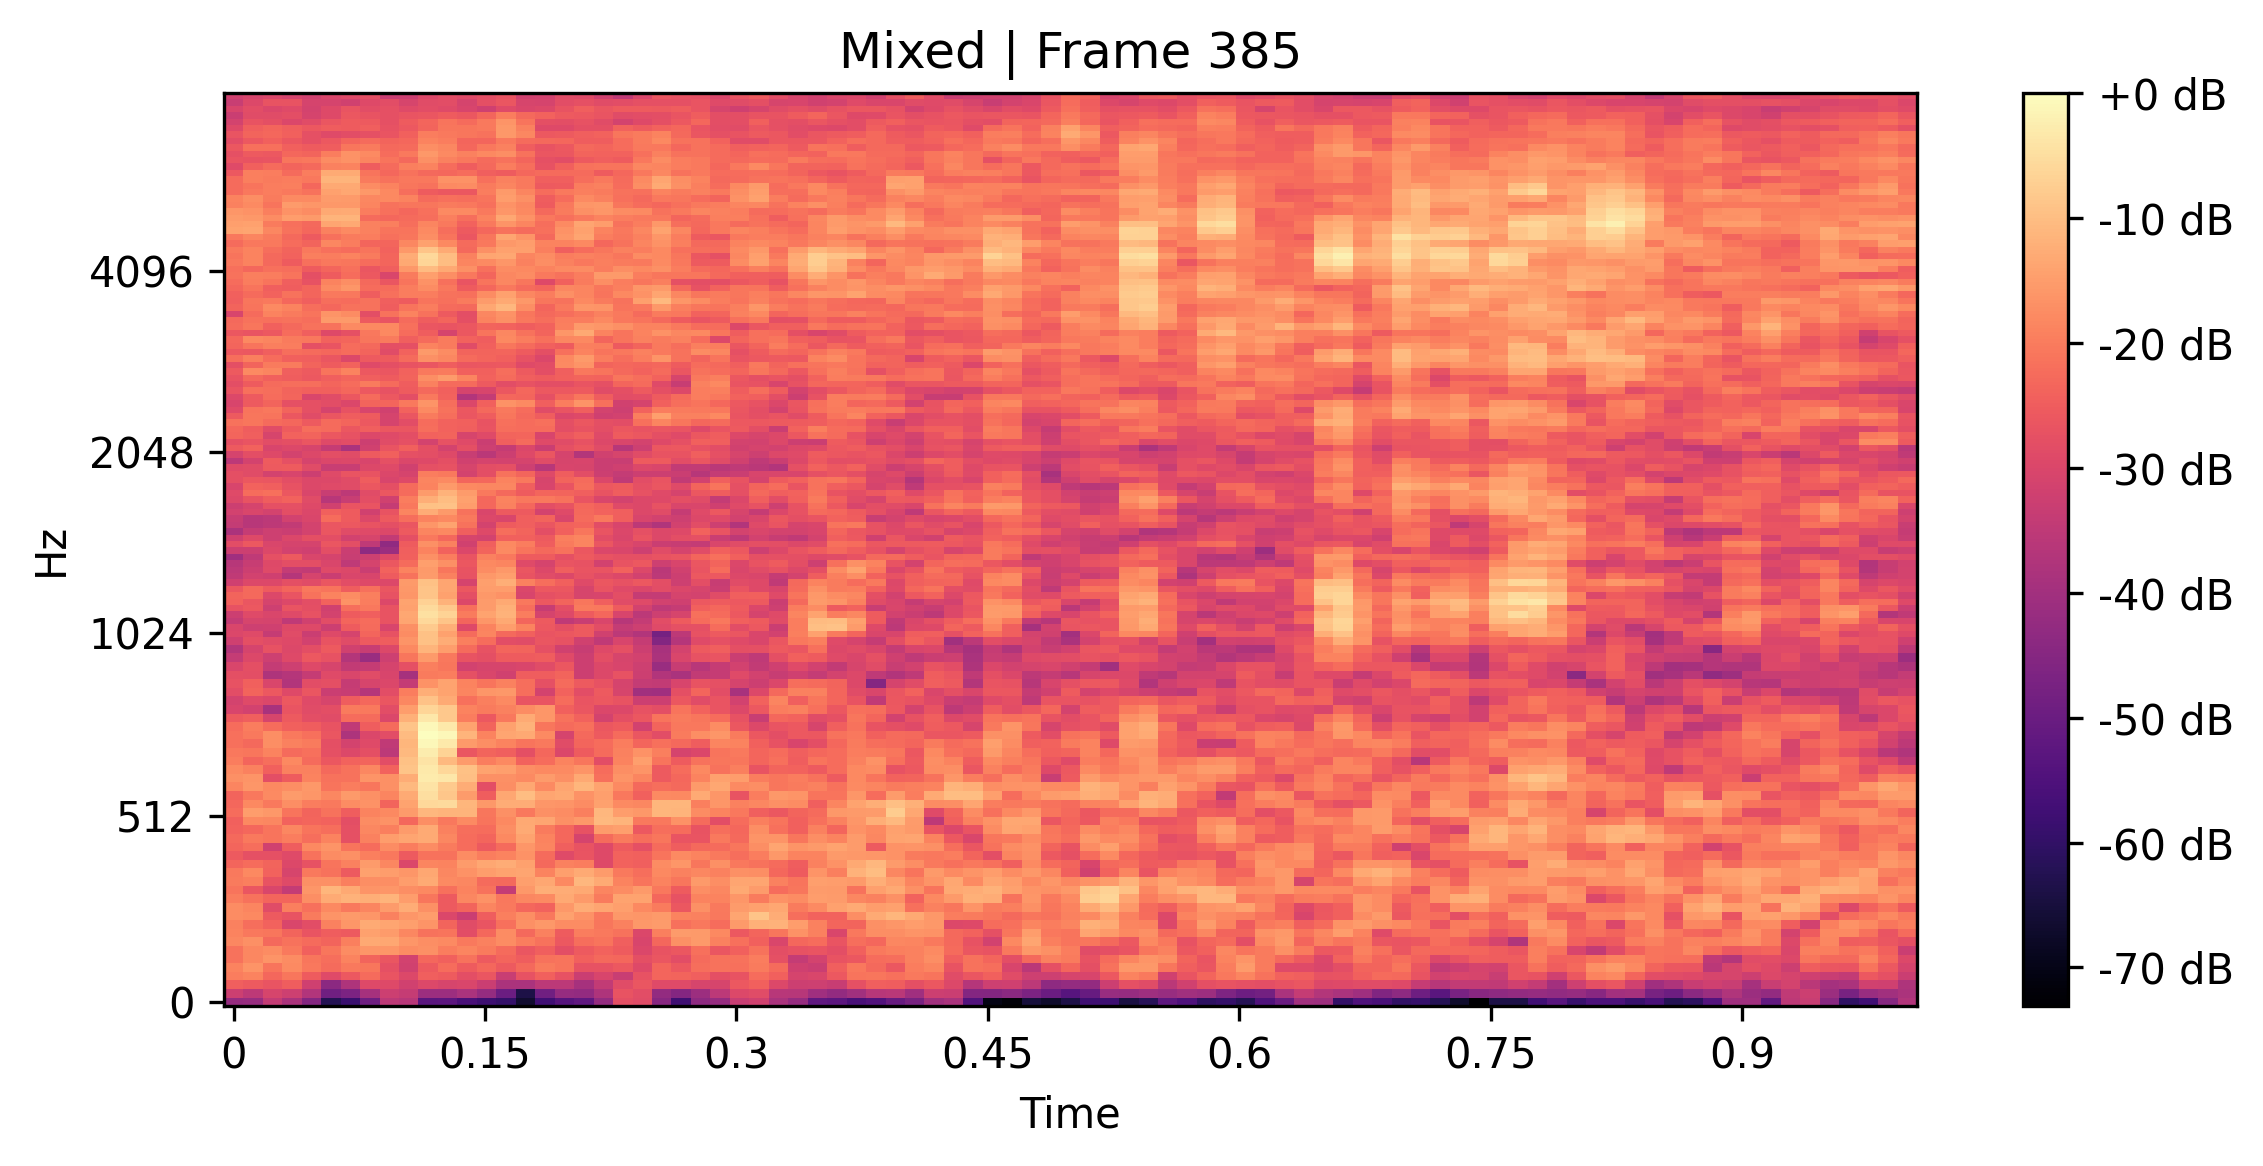 Mixed | Frame 385
+0 dB
-10 dB
-20 dB
-30 dB
-40 dB
-50 dB
-60 dB
-70 dB
4096
2048
1024
512
0
Hz
0 0.15 0.3 0.45 0.6 0.75 0.9
Time